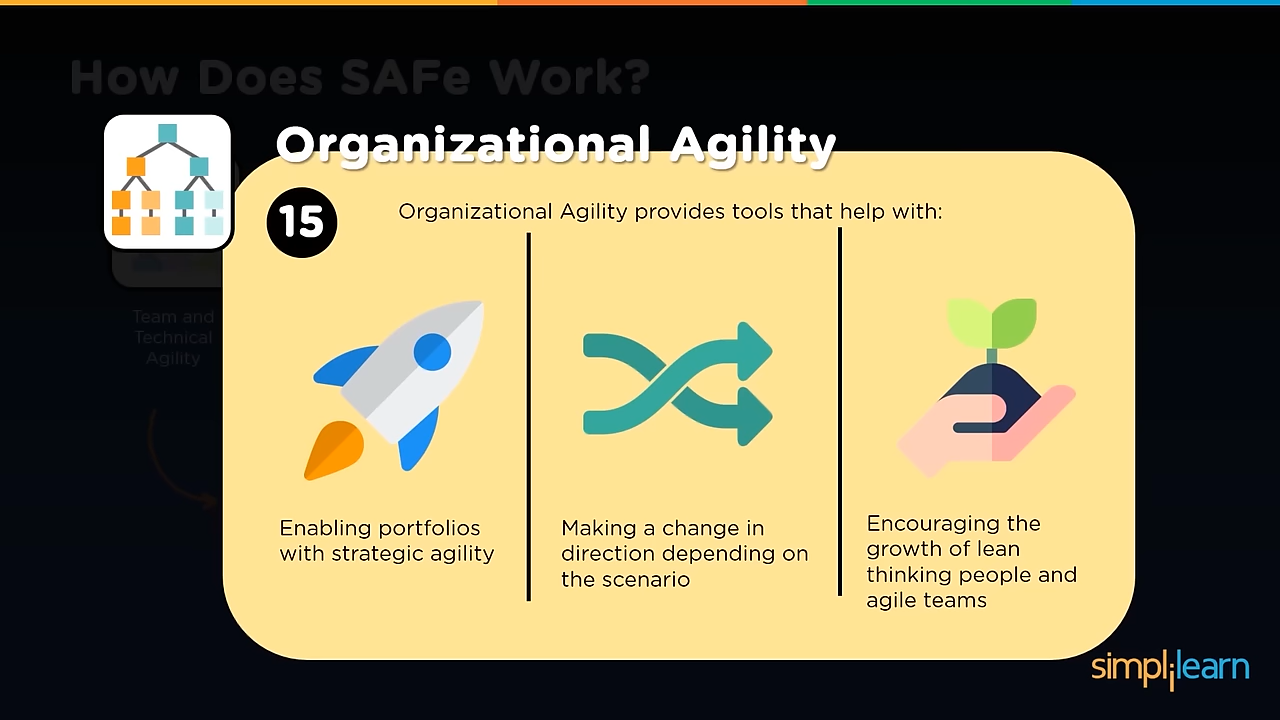 How Does SAFe Work?
Organizational Agility
15
Organizational Agility provides tools that help with:
Team and
Technical
Agility
Enabling portfolios
with strategic agility
Making a change in
direction depending on
the scenario
Encouraging the
growth of lean
thinking people and
agile teams
simplilearn